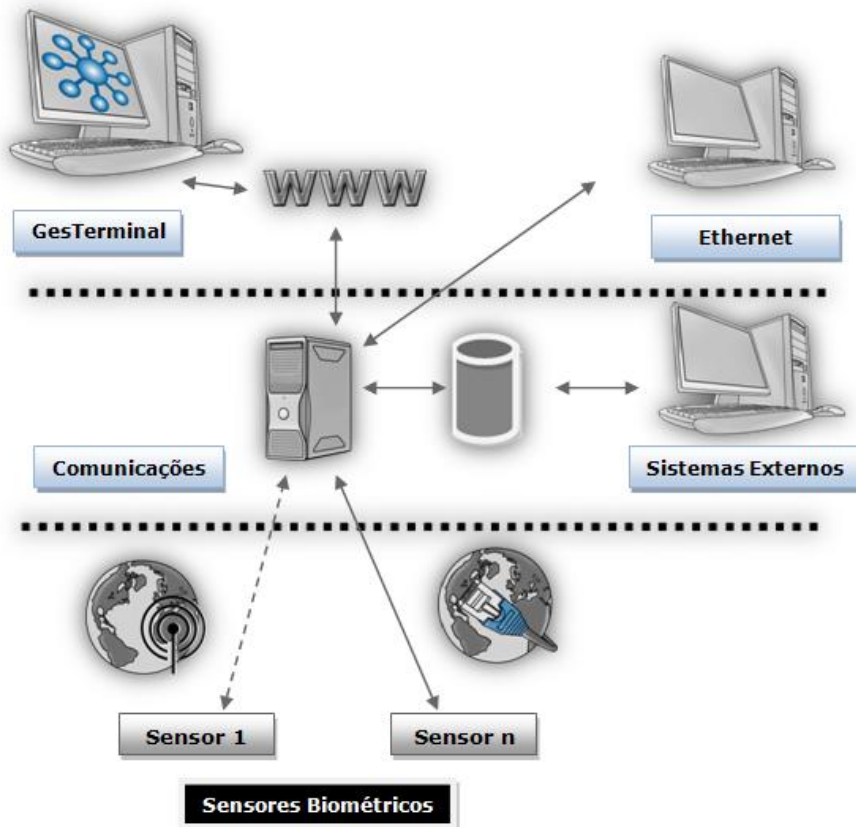 WWW
GesTerminal
Ethernet
Comunicações
Sistemas Externos
Sensor 1
Sensor n
Sensores Biométricos